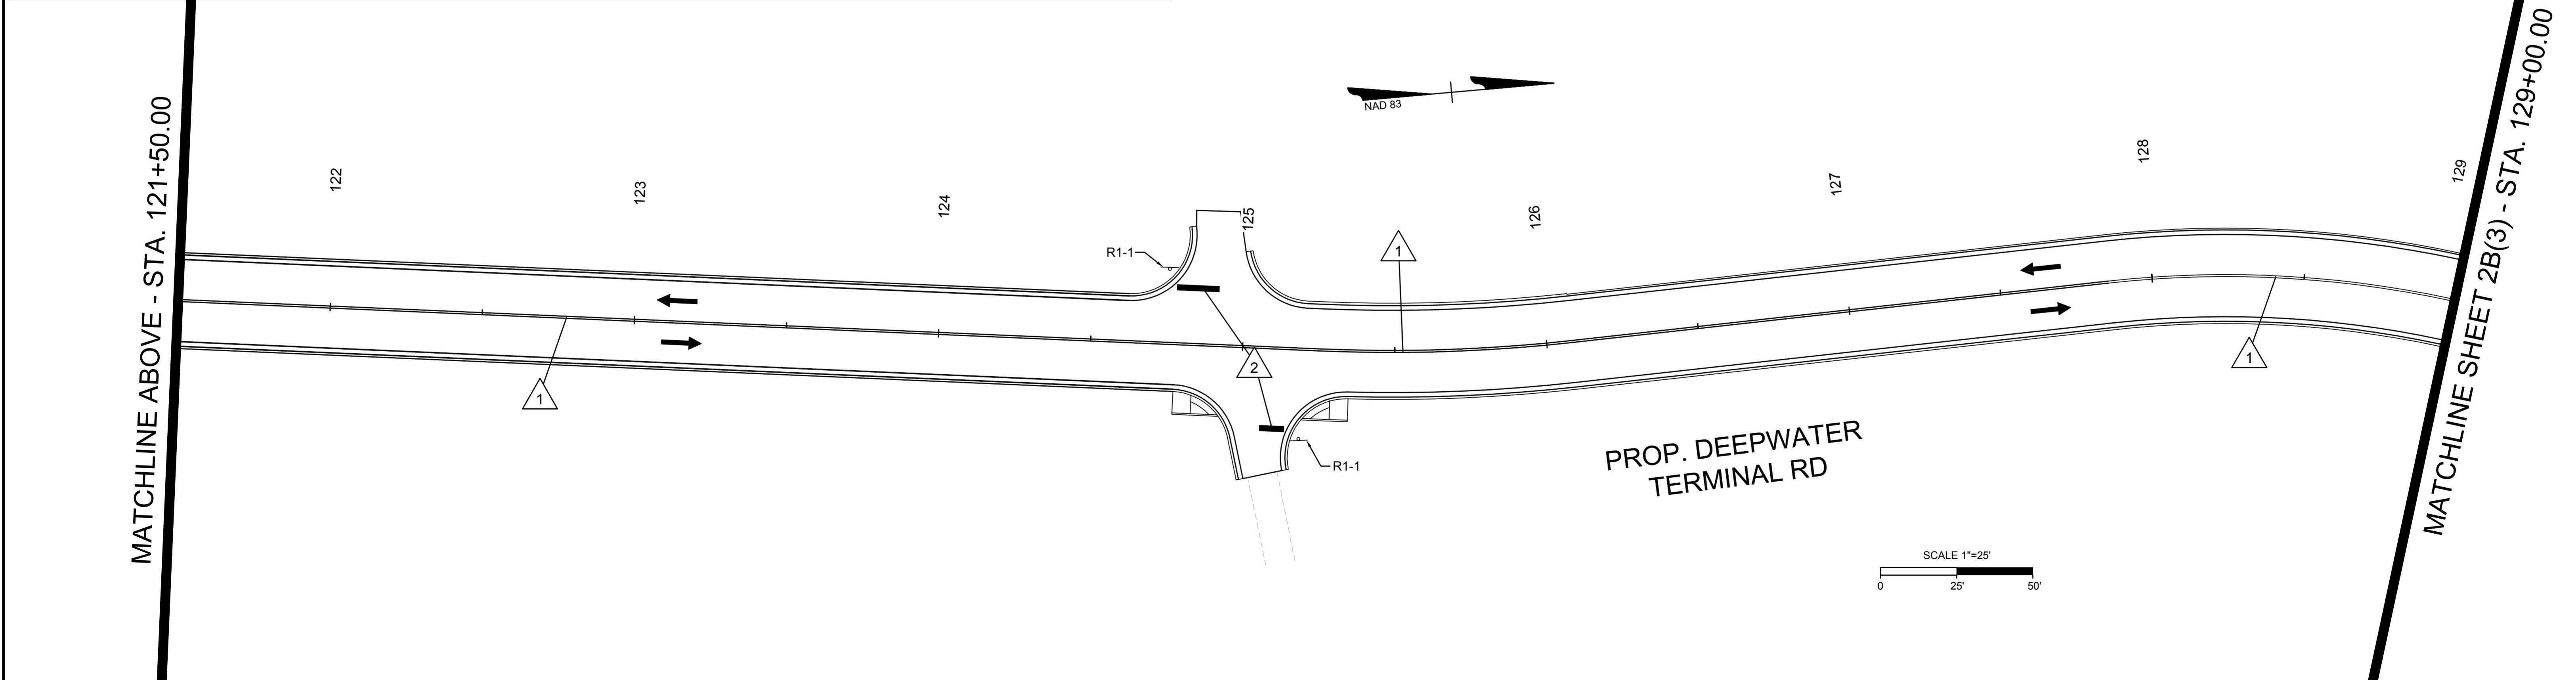 MATCHLINE ABOVE - STA. 121+50.00
122
123
124
125
126
127
128
129
NAD 83
R1-1
1
1
2
1
R1-1
PROP. DEEPWATER
TERMINAL RD
SCALE 1"=25'
0 25' 50'
MATCHLINE SHEET 2B(3) - STA. 129+00.00